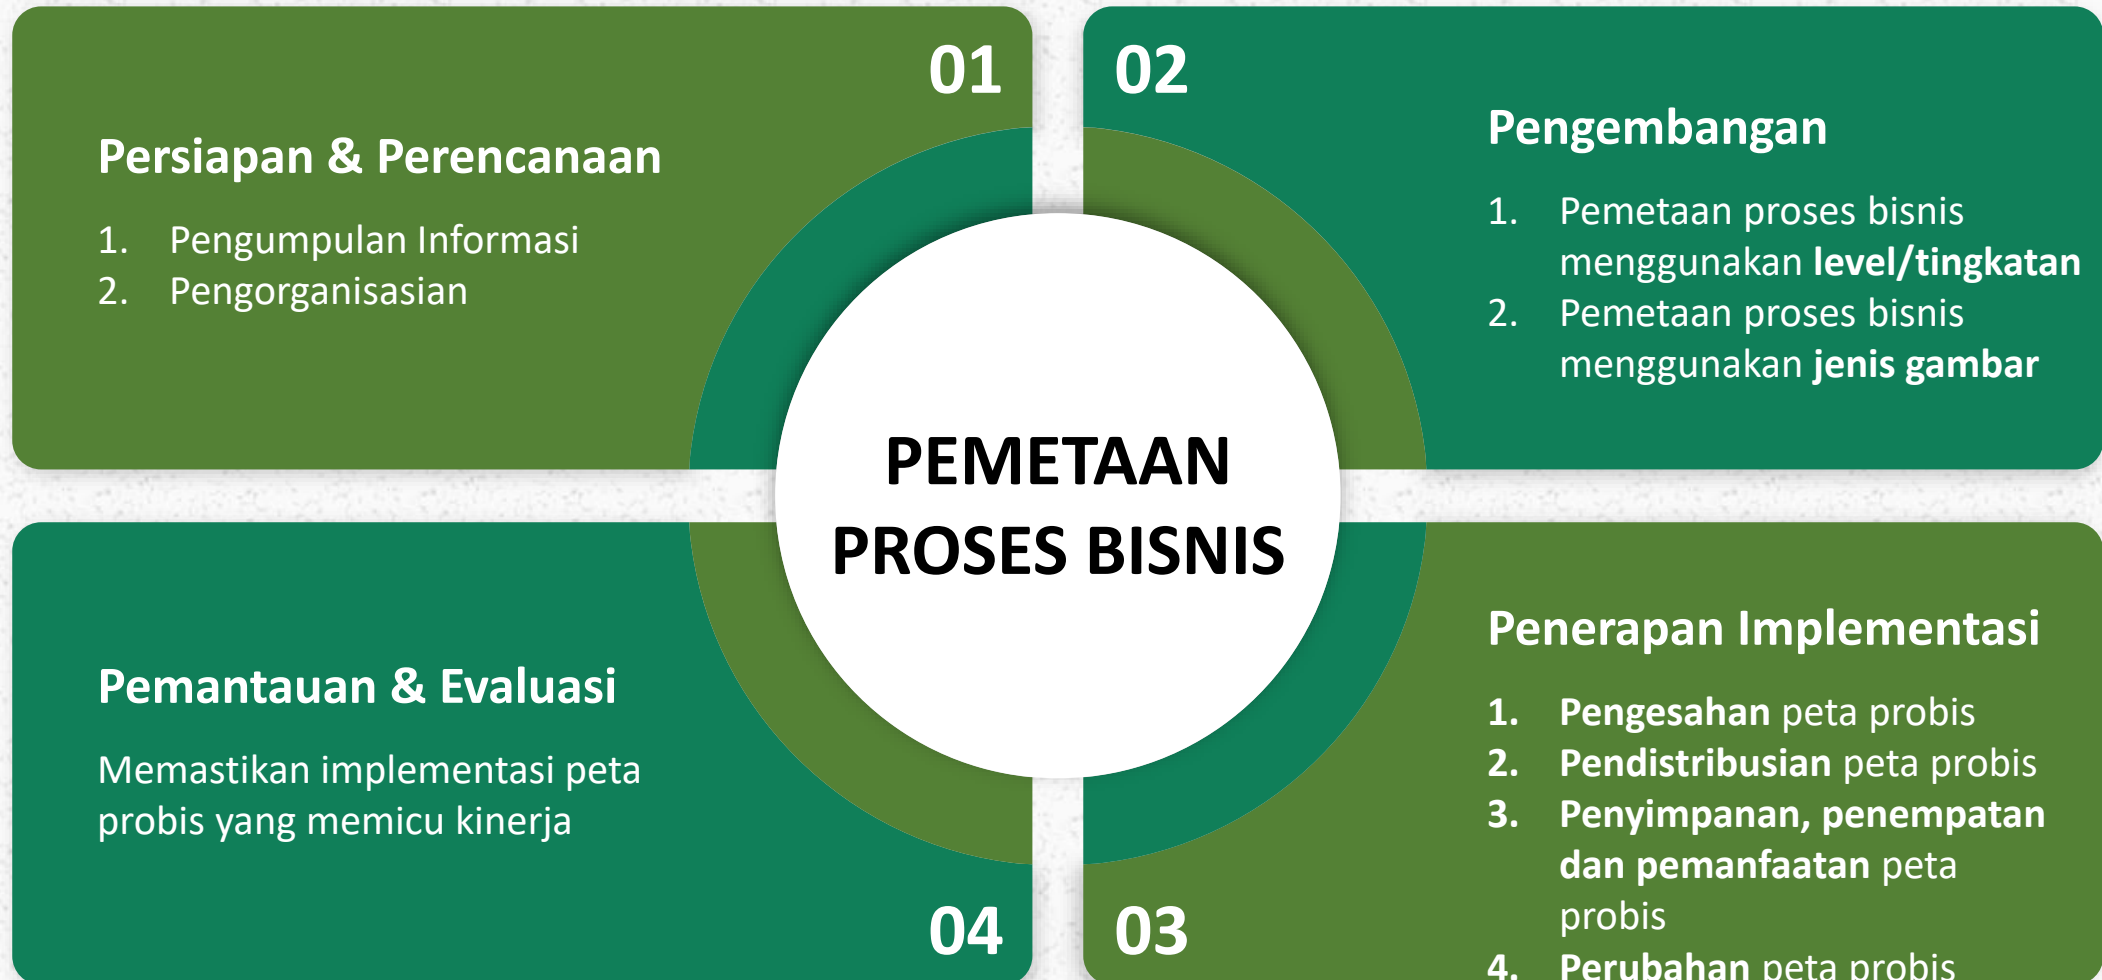 01
Persiapan & Perencanaan
1. Pengumpulan Informasi
2. Pengorganisasian
02
Pengembangan
1. Pemetaan proses bisnis
menggunakan level/tingkatan
2. Pemetaan proses bisnis
menggunakan jenis gambar
PEMETAAN
PROSES BISNIS
Penerapan Implementasi
1. Pengesahan peta probis
2. Pendistribusian peta probis
3. Penyimpanan, penempatan
dan pemanfaatan peta
probis
4. Perubahan peta probis
03
Pemantauan & Evaluasi
Memastikan implementasi peta
probis yang memicu kinerja
04